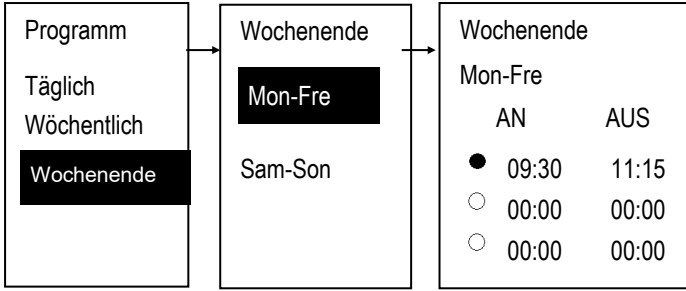 Programm
Täglich
Wöchentlich
Wochenende
Wochenende
Mon-Fre
Sam-Son
Wochenende
Mon-Fre
AN AUS
09:30 11:15
00:00 00:00
00:00 00:00